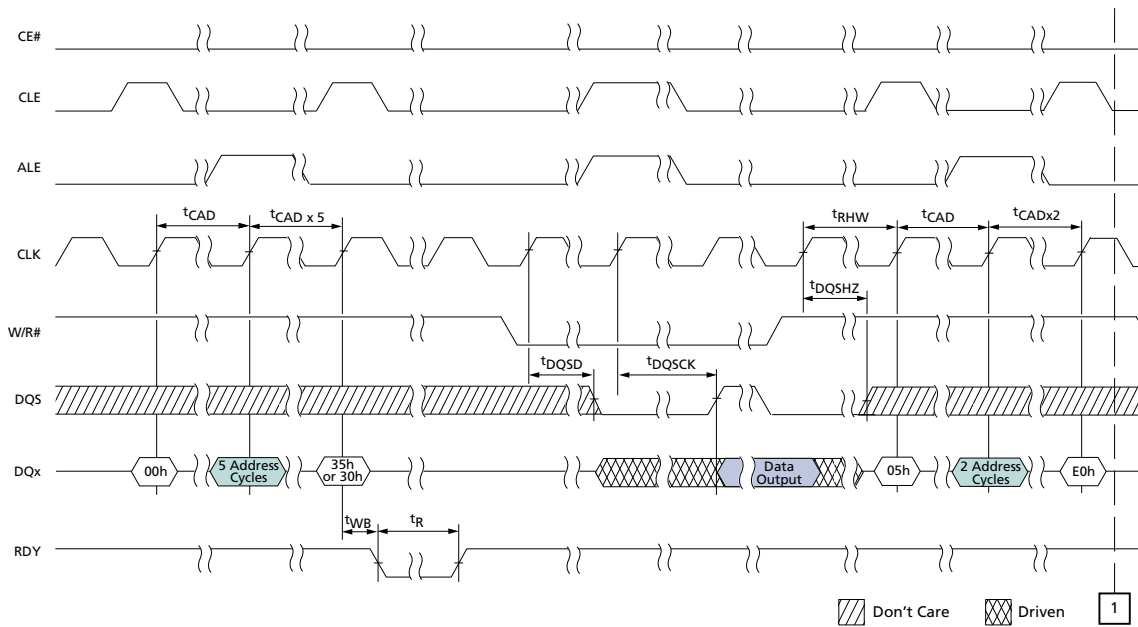 CE#
CLE
ALE
tCAD
tCAD x 5
tRHW
tCAD
tCADx2
CLK
tDQSHZ
W/R#
tDQSD
tDQSCK
DQS
DQx
00h
5 Address
Cycles
35h
or 30h
Data
Output
05h
2 Address
Cycles
E0h
tWB
tR
RDY
Don't Care
Driven
1